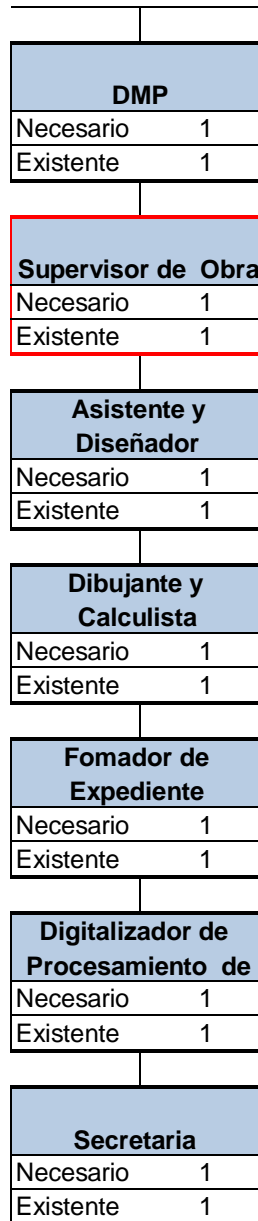 DMP
Necesario 1
Existente 1
Supervisor de Obra
Necesario 1
Existente 1
Asistente y
Diseñador
Necesario 1
Existente 1
Dibujante y
Calculista
Necesario 1
Existente 1
Fomador de
Expediente
Necesario 1
Existente 1
Digitalizador de
Procesamiento de
Necesario 1
Existente 1
Secretaria
Necesario 1
Existente 1